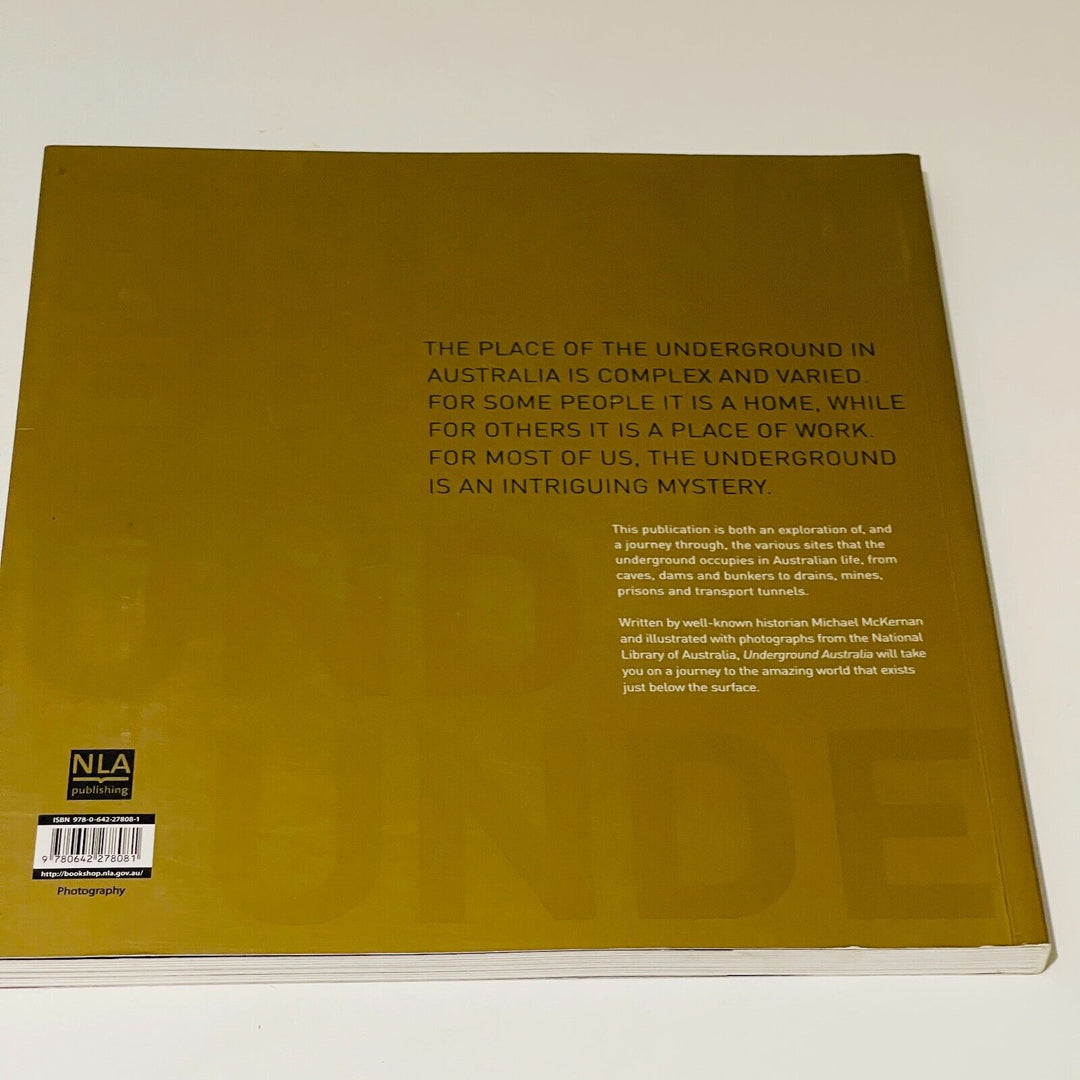 THE PLACE OF THE UNDERGROUND IN
AUSTRALIA IS COMPLEX AND VARIED.
FOR SOME PEOPLE IT IS A HOME, WHILE
FOR OTHERS IT IS A PLACE OF WORK.
FOR MOST OF US, THE UNDERGROUND
IS AN INTRIGUING MYSTERY.
This publication is both an exploration of, and
a journey through, the various sites that the
underground occupies in Australian life, from
caves, dams and bunkers to drains, mines,
prisons and transport tunnels.
Written by well-known historian Michael McKernan
and illustrated with photographs from the National
Library of Australia, Underground Australia will take
you on a journey to the amazing world that exists
just below the surface.
UNDE
NLA
publishing
ISBN 978-0-642-27808-1
9 780642 278081
http://bookshop.nla.gov.au/
Photography